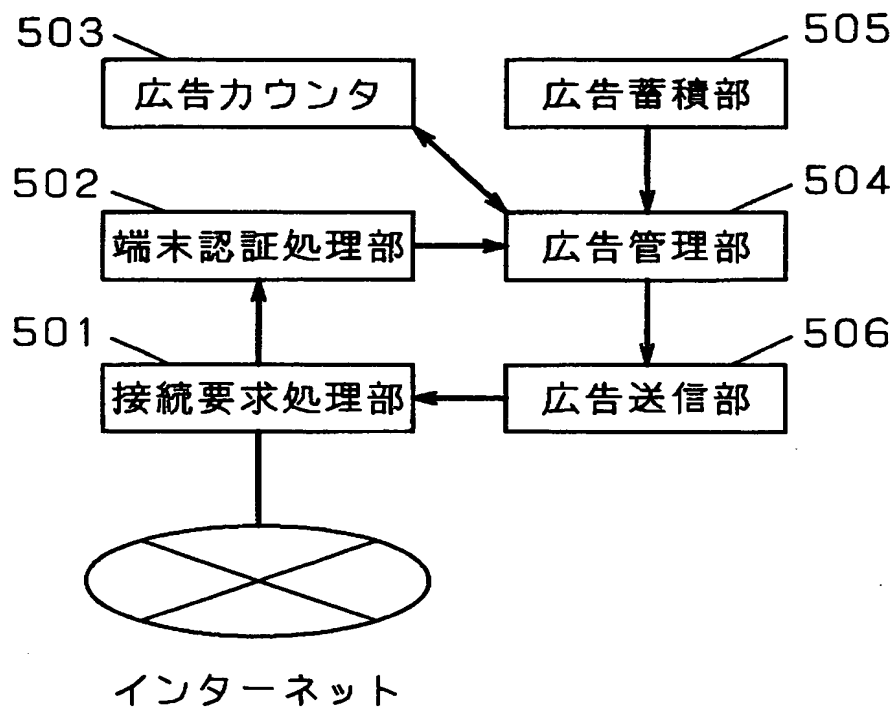 503
広告カウンタ
505
広告蓄積部
502
端末認証処理部
504
広告管理部
501
接続要求処理部
506
広告送信部
インターネット